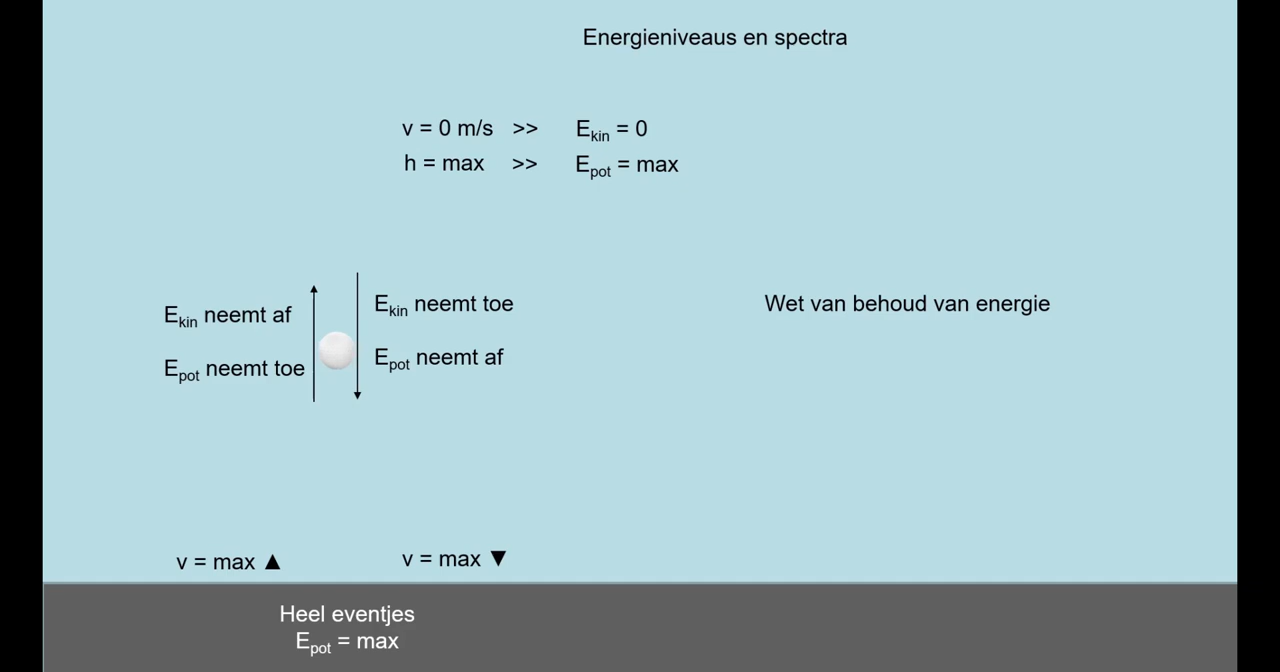 Energieniveaus en spectra
v = 0 m/s >> Ekin = 0
h = max >> Epot = max
Ekin neemt af
Epot neemt toe
Ekin neemt toe
Epot neemt af
Wet van behoud van energie
v = max ▲
v = max ▼
Heel eventjes
Epot = max